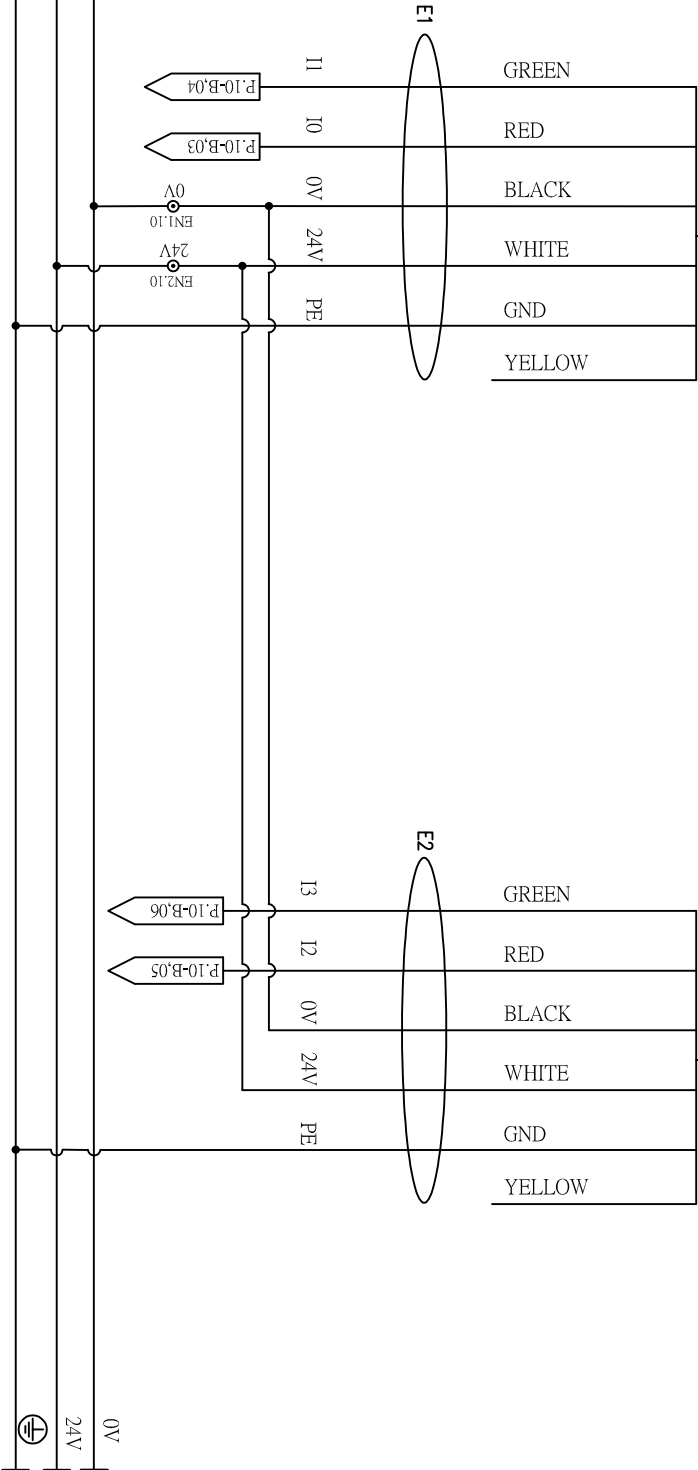 E1
I1
GREEN
P.10-B,04
I0
RED
P.10-B,03
0V
BLACK
0V
EN1.10
24V
WHITE
24V
EN2.10
PE
GND
YELLOW
E2
I3
GREEN
P.10-B,06
I2
RED
P.10-B,05
0V
BLACK
24V
WHITE
PE
GND
YELLOW
0V
24V